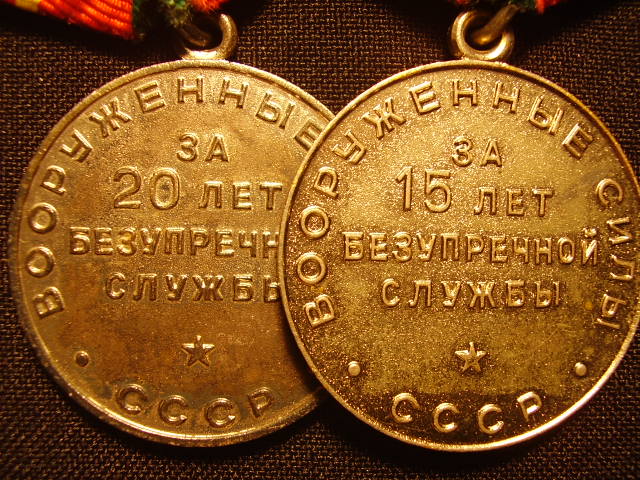 ВООРУЖЕННЫЕ
ЗА
20 ЛЕТ
БЕЗУПРЕЧН
СЛУЖБЫ
СССР
ВООРУЖЕННЫЕ СИЛЫ
ЗА
15 ЛЕТ
БЕЗУПРЕЧНОЙ
СЛУЖБЫ
СССР